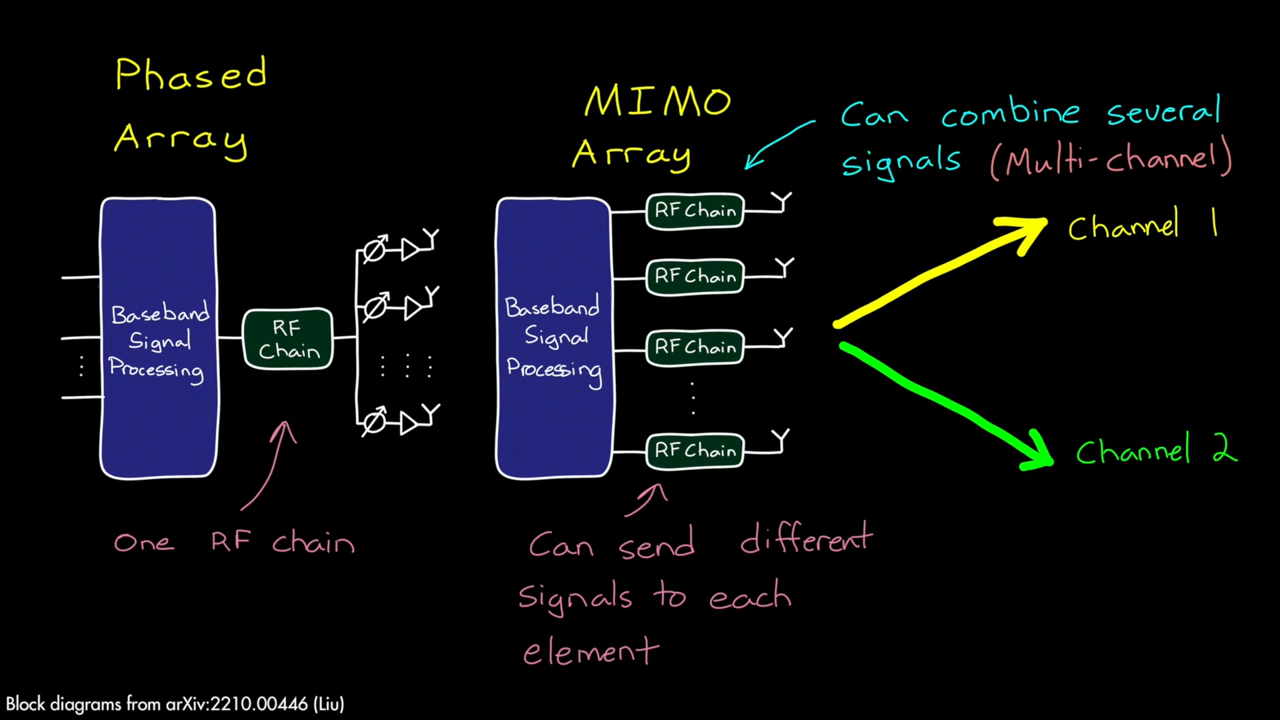 Phased
Array
Baseband
Signal
Processing
RF
Chain
One RF chain
MIMO
Array
Baseband
Signal
Processing
RF Chain
RF Chain
RF Chain
RF Chain
Can send different
signals to each
element
Can combine several
signals (Multi-channel)
Channel 1
Channel 2
Block diagrams from arXiv:2210.00446 (Liu)